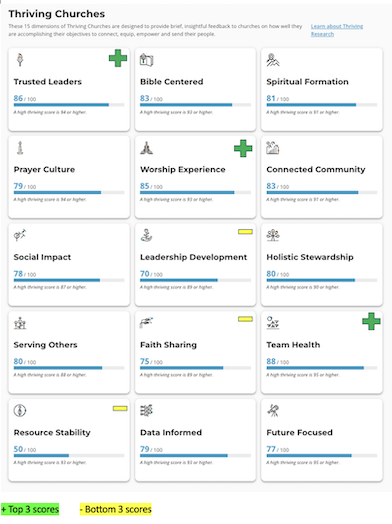 Thriving Churches
These 15 dimensions of Thriving Churches are designed to provide brief, insightful feedback to churches on how well they
are accomplishing their objectives to connect, equip, empower and send their people.
Learn about Thriving
Research
Trusted Leaders
86 / 100
A high thriving score is 94 or higher.
Bible Centered
83 / 100
A high thriving score is 93 or higher.
Spiritual Formation
81 / 100
A high thriving score is 91 or higher.
Prayer Culture
79 / 100
A high thriving score is 94 or higher.
Worship Experience
85 / 100
A high thriving score is 93 or higher.
Connected Community
83 / 100
A high thriving score is 91 or higher.
Social Impact
78 / 100
A high thriving score is 87 or higher.
Leadership Development
70 / 100
A high thriving score is 89 or higher.
Holistic Stewardship
80 / 100
A high thriving score is 90 or higher.
Serving Others
80 / 100
A high thriving score is 88 or higher.
Faith Sharing
75 / 100
A high thriving score is 89 or higher.
Team Health
88 / 100
A high thriving score is 95 or higher.
Resource Stability
50 / 100
A high thriving score is 92 or higher.
Data Informed
79 / 100
A high thriving score is 93 or higher.
Future Focused
77 / 100
A high thriving score is 95 or higher.
+ Top 3 scores
- Bottom 3 scores